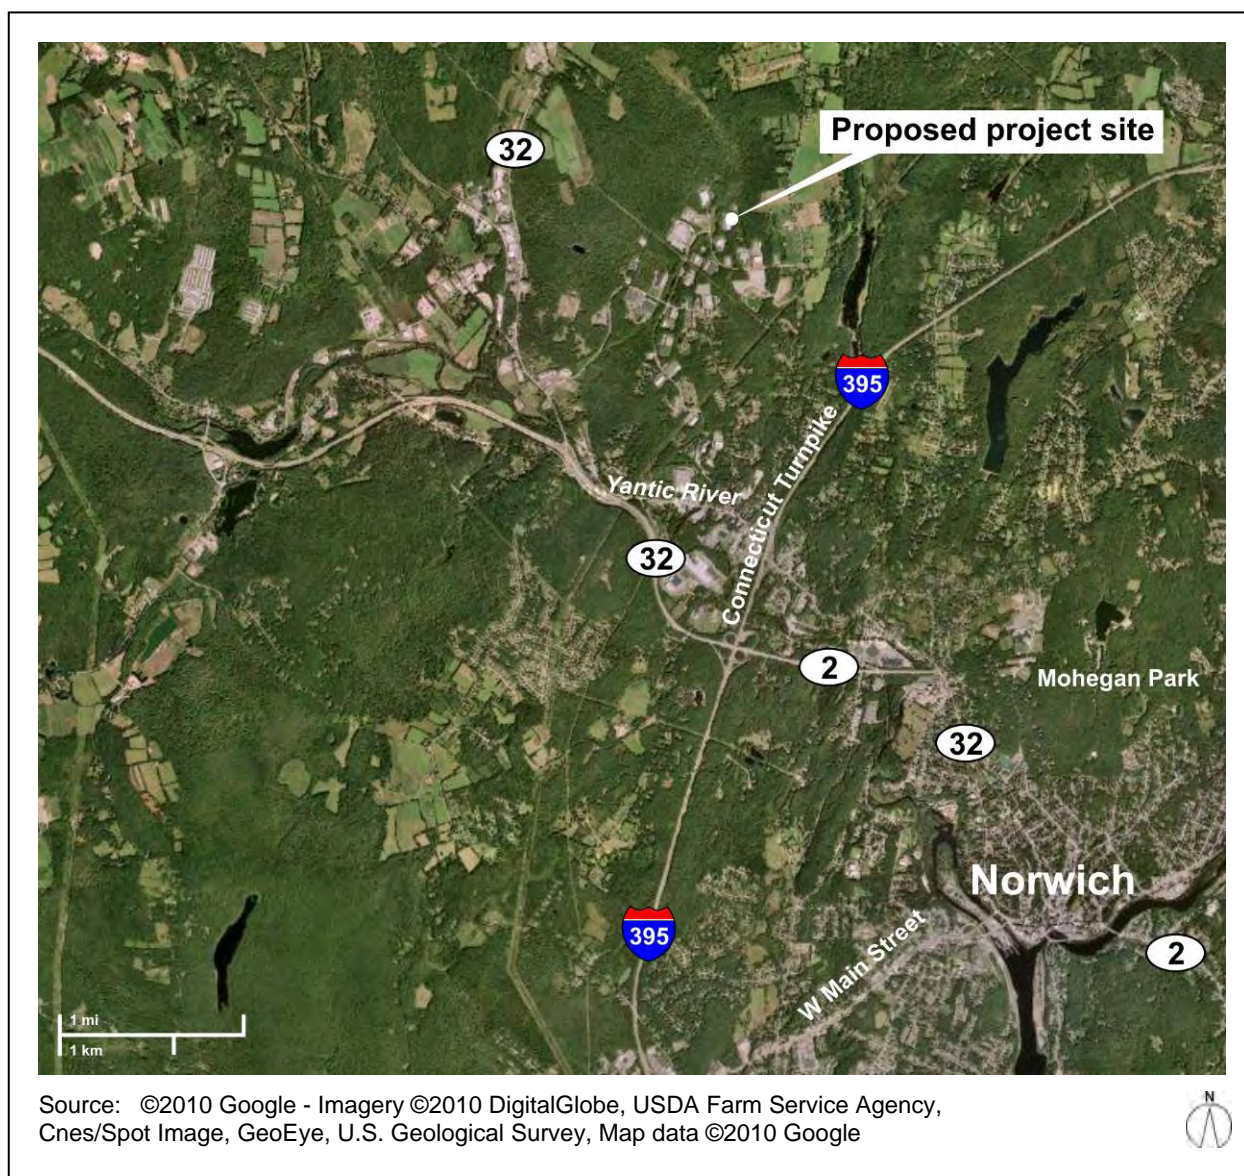 Proposed project site
32
395
Connecticut Turnpike
Yantic River
32
2
Mohegan Park
32
Norwich
395
W Main Street
2
1 mi
1 km
Source: ©2010 Google - Imagery ©2010 DigitalGlobe, USDA Farm Service Agency,
Cnes/Spot Image, GeoEye, U.S. Geological Survey, Map data ©2010 Google
N